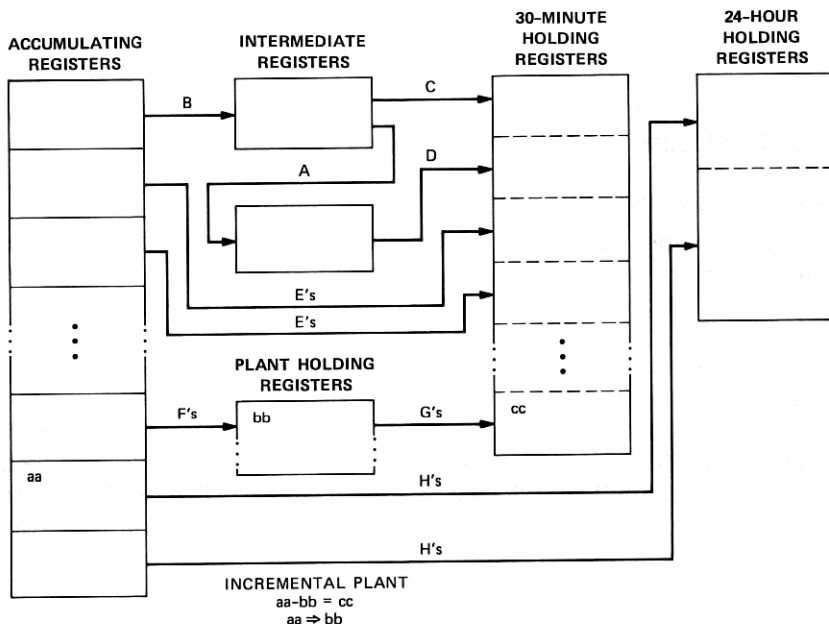 ACCUMULATING
REGISTERS
INTERMEDIATE
REGISTERS
30-MINUTE
HOLDING
REGISTERS
24-HOUR
HOLDING
REGISTERS
B
C
A
D
E's
E's
PLANT HOLDING
REGISTERS
F's
bb
G's
cc
aa
H's
H's
INCREMENTAL PLANT
aa-bb = cc
aa ⇒ bb